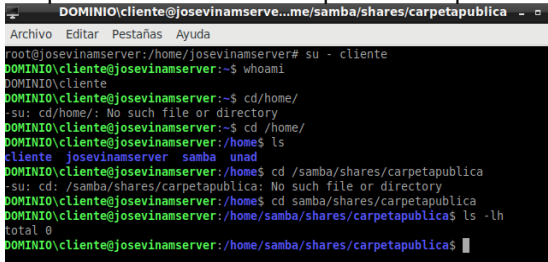 DOMINIO\cliente@josevinamserve...me/samba/shares/carpetapublica
Archivo Editar Pestañas Ayuda
root@josevinamserver:/home/josevinamserver# su - cliente
DOMINIO\cliente@josevinamserver:~$ whoami
DOMINIO\cliente
DOMINIO\cliente@josevinamserver:~$ cd/home/
-su: cd/home/: No such file or directory
DOMINIO\cliente@josevinamserver:~$ cd /home/
DOMINIO\cliente@josevinamserver:/home$ ls
cliente josevinamserver samba unad
DOMINIO\cliente@josevinamserver:/home$ cd /samba/shares/carpetapublica
-su: cd: /samba/shares/carpetapublica: No such file or directory
DOMINIO\cliente@josevinamserver:/home$ cd samba/shares/carpetapublica
DOMINIO\cliente@josevinamserver:/home/samba/shares/carpetapublica$ ls -lh
total 0
DOMINIO\cliente@josevinamserver:/home/samba/shares/carpetapublica$